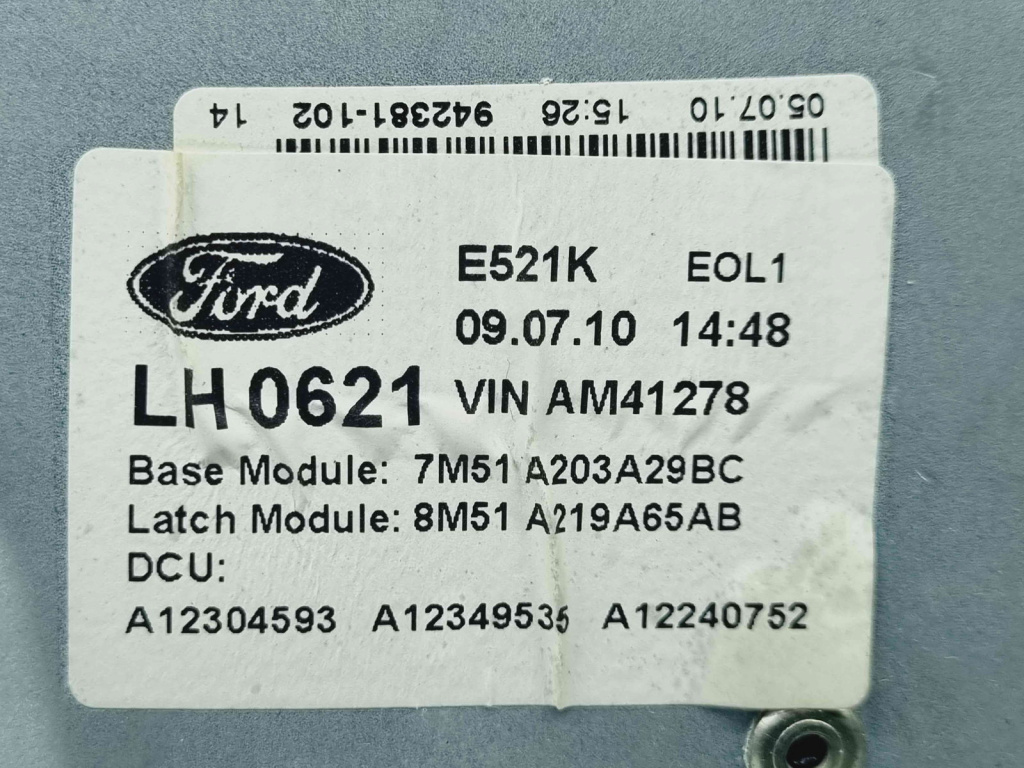 05.07.10 15:26 942381-102 14
Ford
E521K EOL1
09.07.10 14:48
LH 0621 VIN AM41278
Base Module: 7M51 A203A29BC
Latch Module: 8M51 A219A65AB
DCU:
A12304593 A12349535 A12240752